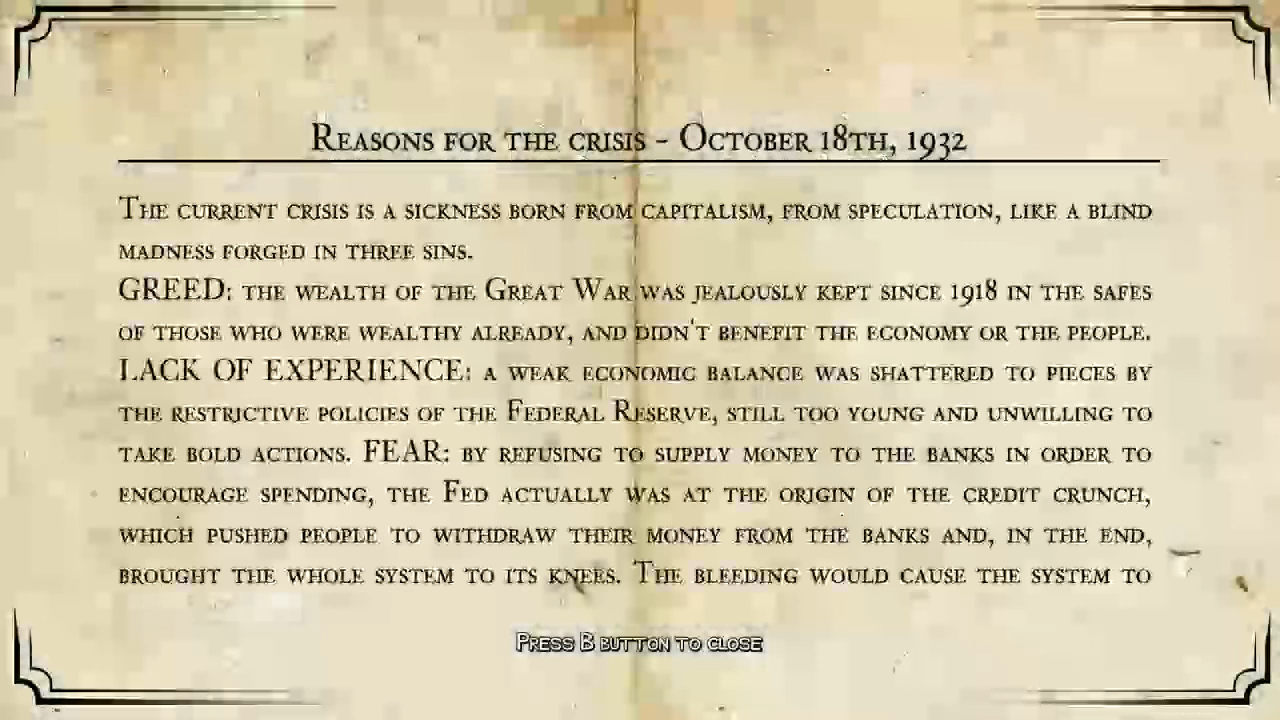 Reasons for the crisis - October 18th, 1932
The current crisis is a sickness born from capitalism, from speculation, like a blind
madness forged in three sins.
GREED: the wealth of the Great War was jealously kept since 1918 in the safes
of those who were wealthy already, and didn't benefit the economy or the people.
LACK OF EXPERIENCE: a weak economic balance was shattered to pieces by
the restrictive policies of the Federal Reserve, still too young and unwilling to
take bold actions. FEAR: by refusing to supply money to the banks in order to
encourage spending, the Fed actually was at the origin of the credit crunch,
which pushed people to withdraw their money from the banks and, in the end,
brought the whole system to its knees. The bleeding would cause the system to
Press B button to close